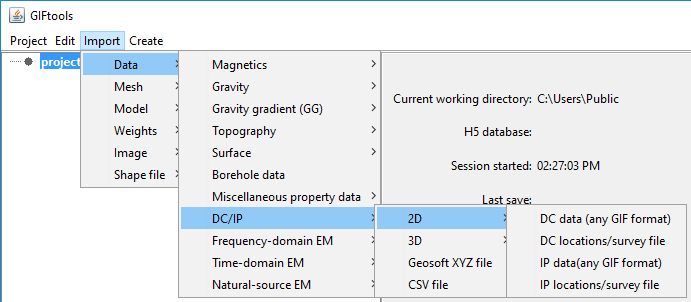 GIFtools
Project Edit Import Create
project
Data
Mesh
Model
Weights
Image
Shape file
Magnetics
Gravity
Gravity gradient (GG)
Topography
Surface
Borehole data
Miscellaneous property data
DC/IP
Frequency-domain EM
Time-domain EM
Natural-source EM
2D
3D
Geosoft XYZ file
CSV file
DC data (any GIF format)
DC locations/survey file
IP data(any GIF format)
IP locations/survey file
Current working directory: C:\Users\Public
H5 database:
Session started: 02:27:03 PM
Last save: